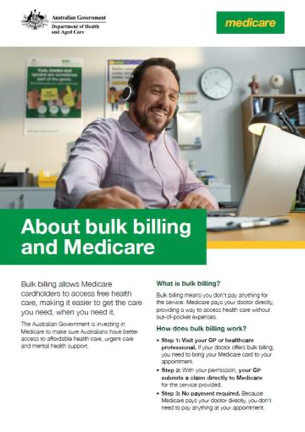 Australian Government
Department of Health
and Aged Care
medicare
About bulk billing
and Medicare
Bulk billing allows Medicare
cardholders to access free health
care, making it easier to get the care
you need, when you need it.
The Australian Government is investing in
Medicare to make sure Australians have better
access to affordable health care, urgent care
and mental health support.
What is bulk billing?
Bulk billing means you don't pay anything for
the service. Medicare pays your doctor directly,
providing a way to access health care without
out-of-pocket expenses.
How does bulk billing work?
• Step 1: Visit your GP or healthcare
professional. If your doctor offers bulk billing,
you need to bring your Medicare card to your
appointment.
• Step 2: With your permission, your GP
submits a claim directly to Medicare
for the service provided.
• Step 3: No payment required. Because
Medicare pays your doctor directly, you don't
need to pay anything at your appointment.